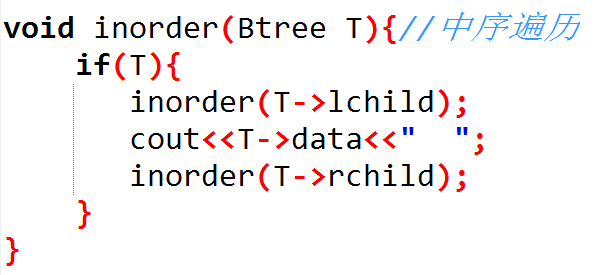 void inorder(Btree T){//中序遍历
    if(T){
       inorder(T->lchild);
       cout<<T->data<<"  ";
       inorder(T->rchild);
    }
}